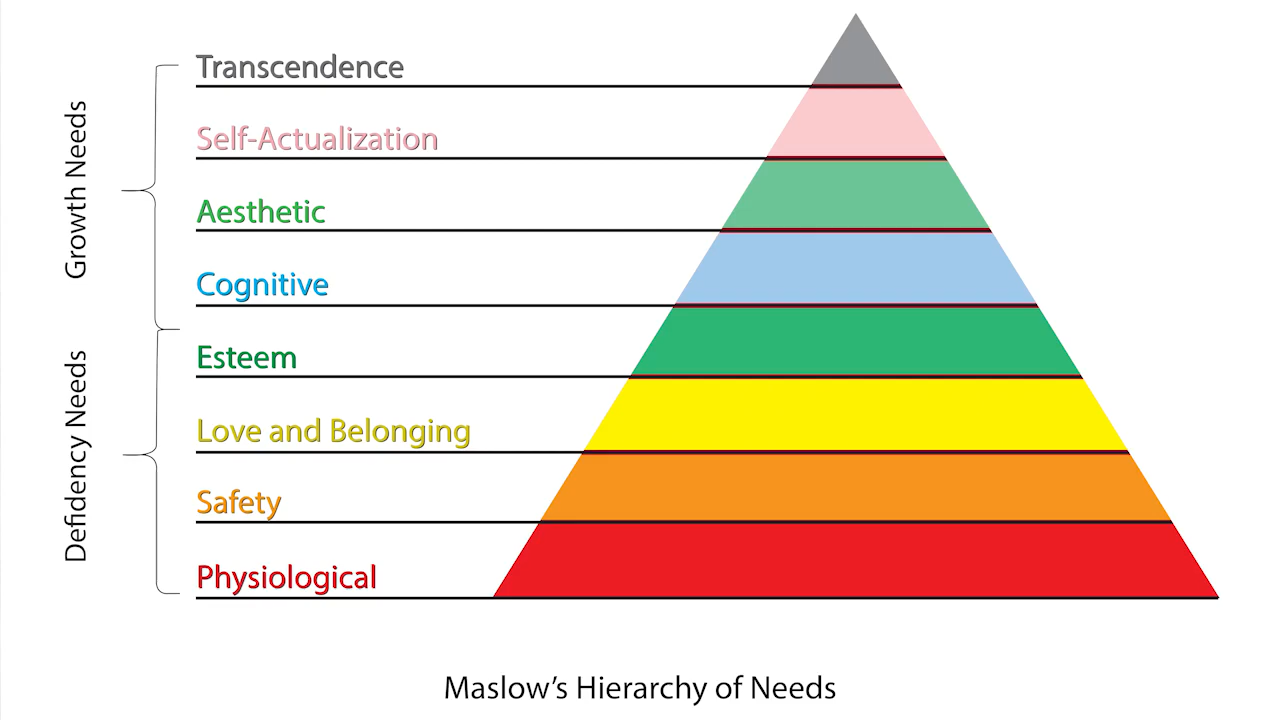 Transcendence
Self-Actualization
Aesthetic
Cognitive
Esteem
Love and Belonging
Safety
Physiological
Growth Needs
Defidency Needs
Maslow's Hierarchy of Needs